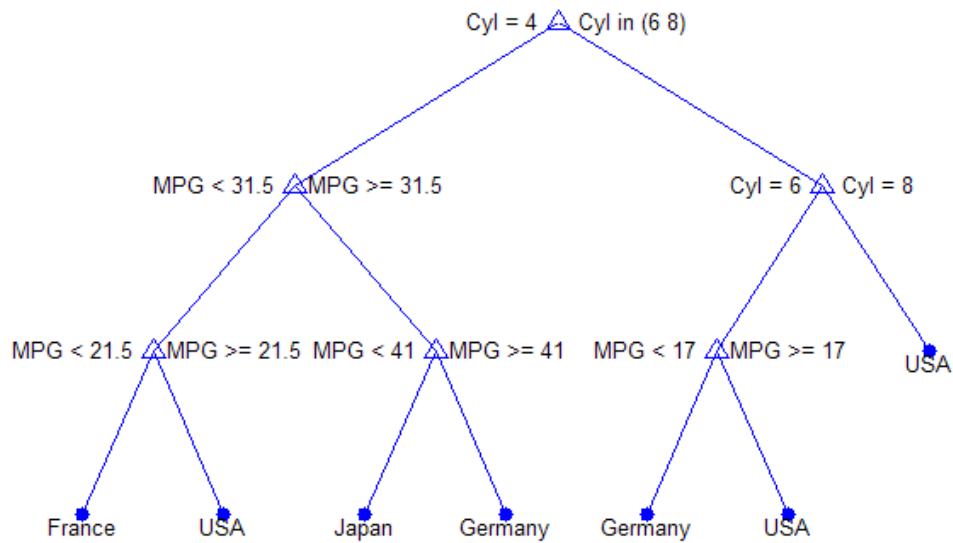 Cyl = 4 Cyl in (6 8)
MPG < 31.5 MPG >= 31.5 Cyl = 6 Cyl = 8
MPG < 21.5 MPG >= 21.5 MPG < 41 MPG >= 41 MPG < 17 MPG >= 17
USA
France USA Japan Germany Germany USA